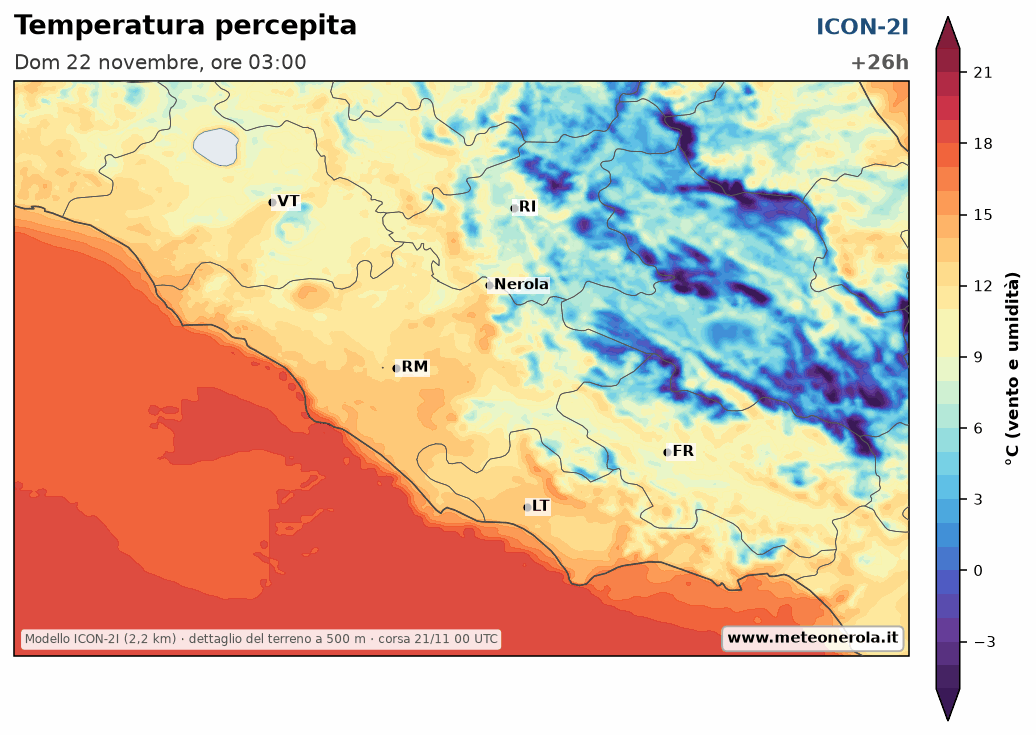 Temperatura percepita
ICON-2I
Dom 22 novembre, ore 03:00
+26h
VT
RI
Nerola
RM
FR
LT
21
18
15
12
9
6
3
0
−3
°C (vento e umidità)
Modello ICON-2I (2,2 km) · dettaglio del terreno a 500 m · corsa 21/11 00 UTC
www.meteonerola.it